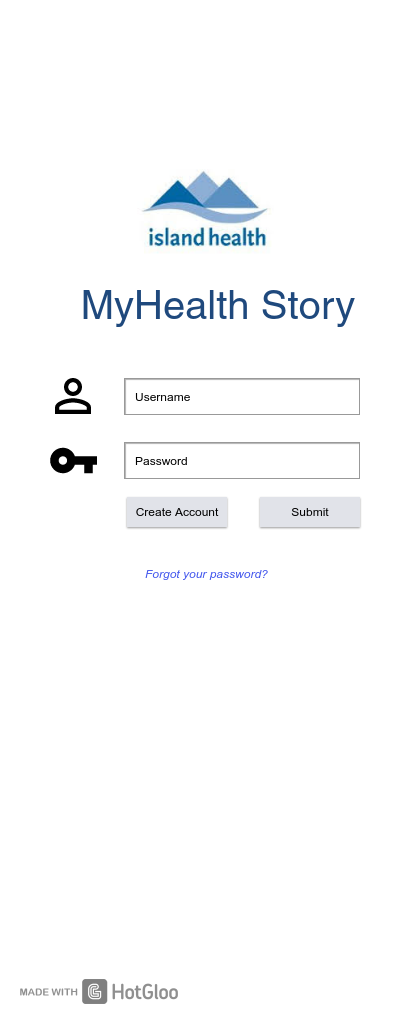 island health
MyHealth Story
Username
Password
Create Account Submit
Forgot your password?
MADE WITH HotGloo